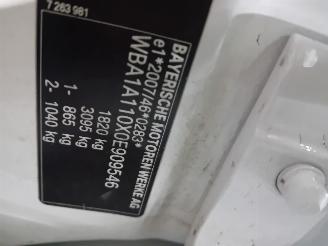 7 263 981
BAYERISCHE MOTOREN WERKE AG
e1*2007/46*0283*
WBA1A110X0E909546
1820 kg
3095 kg
1- 865 kg
2- 1040 kg